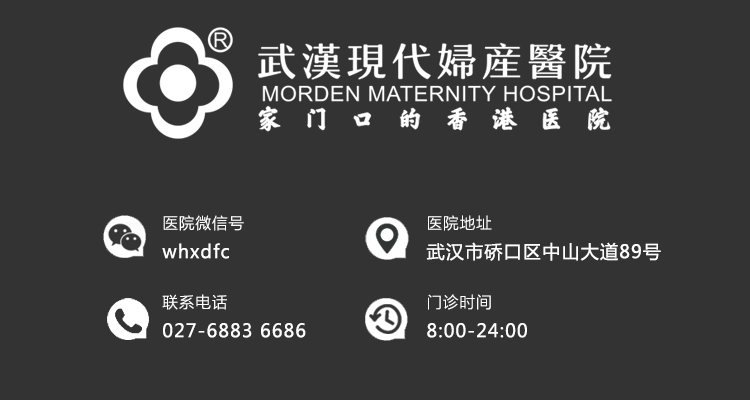 ®
武漢現代婦産醫院
MORDEN MATERNITY HOSPITAL
家门口的香港医院
医院微信号
whxdfc
医院地址
武汉市硚口区中山大道89号
联系电话
027-6883 6686
门诊时间
8:00-24:00